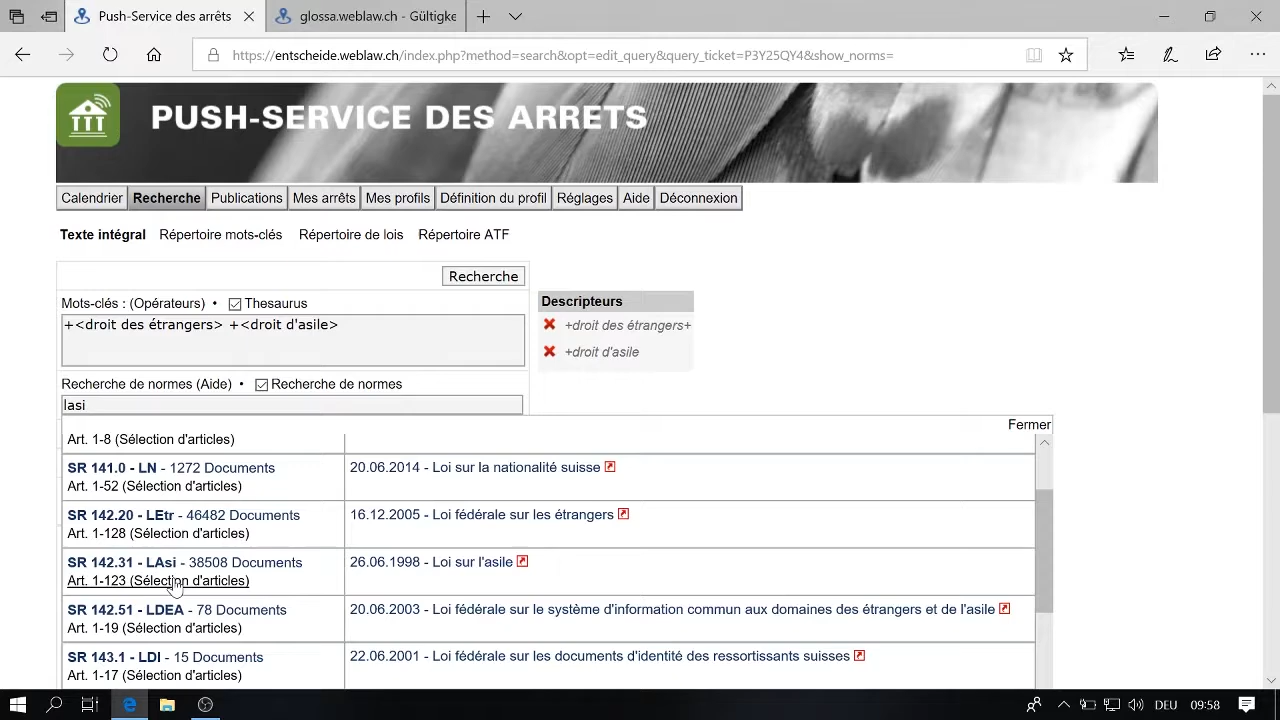 Push-Service des arrêts
glossa.weblaw.ch - Gültigke
https://entscheide.weblaw.ch/index.php?method=search&opt=edit_query&query_ticket=P3Y25QY4&show_norms=
PUSH-SERVICE DES ARRETS
Calendrier Recherche Publications Mes arrêts Mes profils Définition du profil Réglages Aide Déconnexion
Texte intégral Répertoire mots-clés Répertoire de lois Répertoire ATF
Recherche
Mots-clés : (Opérateurs) • Thesaurus
+<droit des étrangers> +<droit d'asile>
Descripteurs
+droit des étrangers+
+droit d'asile
Recherche de normes (Aide) • Recherche de normes
lasi
Fermer
Art. 1-8 (Sélection d'articles)
SR 141.0 - LN - 1272 Documents 20.06.2014 - Loi sur la nationalité suisse
Art. 1-52 (Sélection d'articles)
SR 142.20 - LEtr - 46482 Documents 16.12.2005 - Loi fédérale sur les étrangers
Art. 1-128 (Sélection d'articles)
SR 142.31 - LAsi - 38508 Documents 26.06.1998 - Loi sur l'asile
Art. 1-123 (Sélection d'articles)
SR 142.51 - LDEA - 78 Documents 20.06.2003 - Loi fédérale sur le système d'information commun aux domaines des étrangers et de l'asile
Art. 1-19 (Sélection d'articles)
SR 143.1 - LDI - 15 Documents 22.06.2001 - Loi fédérale sur les documents d'identité des ressortissants suisses
Art. 1-17 (Sélection d'articles)
DEU 09:58